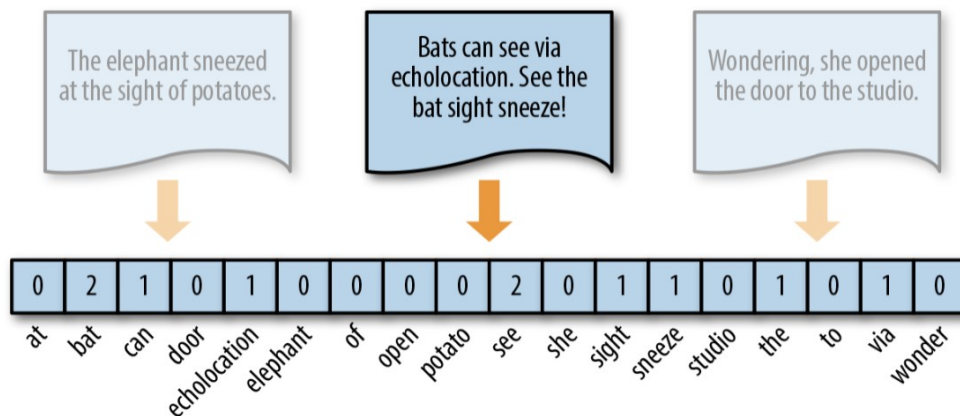 The elephant sneezed
at the sight of potatoes.
Bats can see via
echolocation. See the
bat sight sneeze!
Wondering, she opened
the door to the studio.
0 2 1 0 1 0 0 0 0 2 0 1 1 0 1 0 1 0
at bat can door echolocation elephant of open potato see she sight sneeze studio the to via wonder